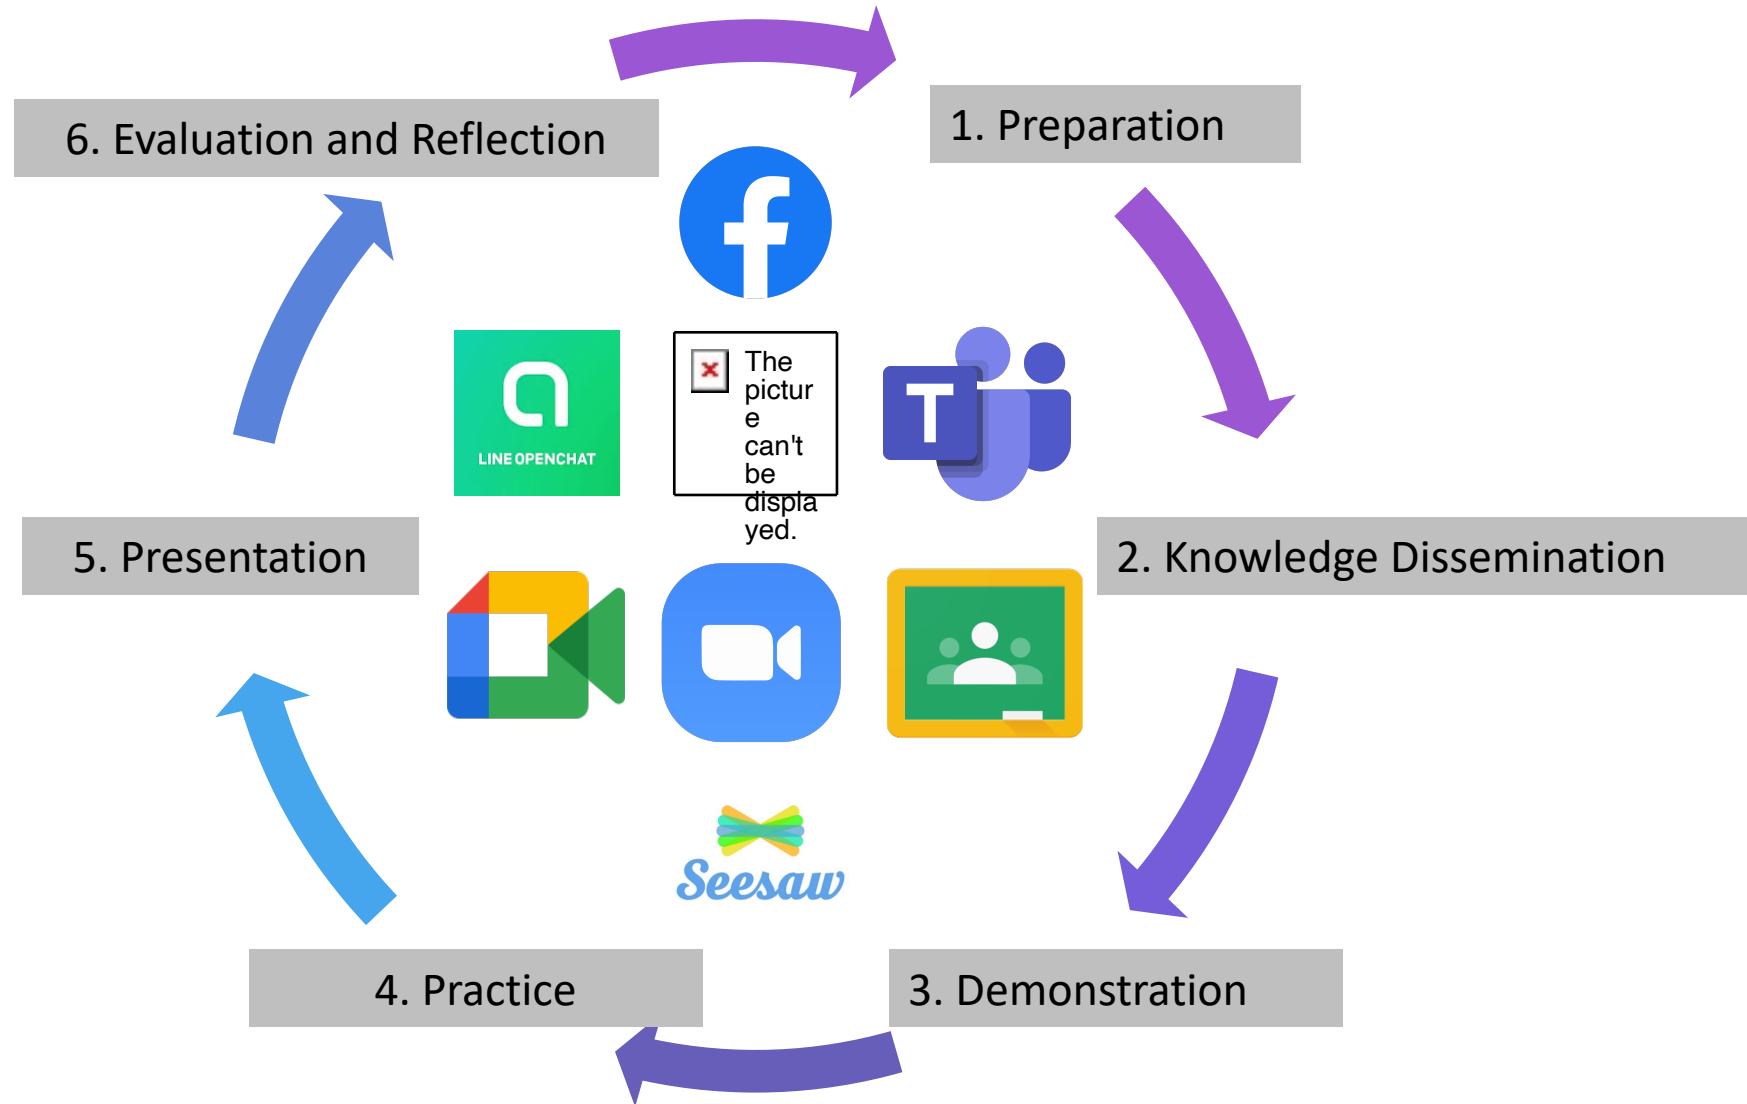 6. Evaluation and Reflection
1. Preparation
LINE OPENCHAT
The
pictur
e
can't
be
displa
yed.
T
5. Presentation
2. Knowledge Dissemination
Seesaw
4. Practice
3. Demonstration